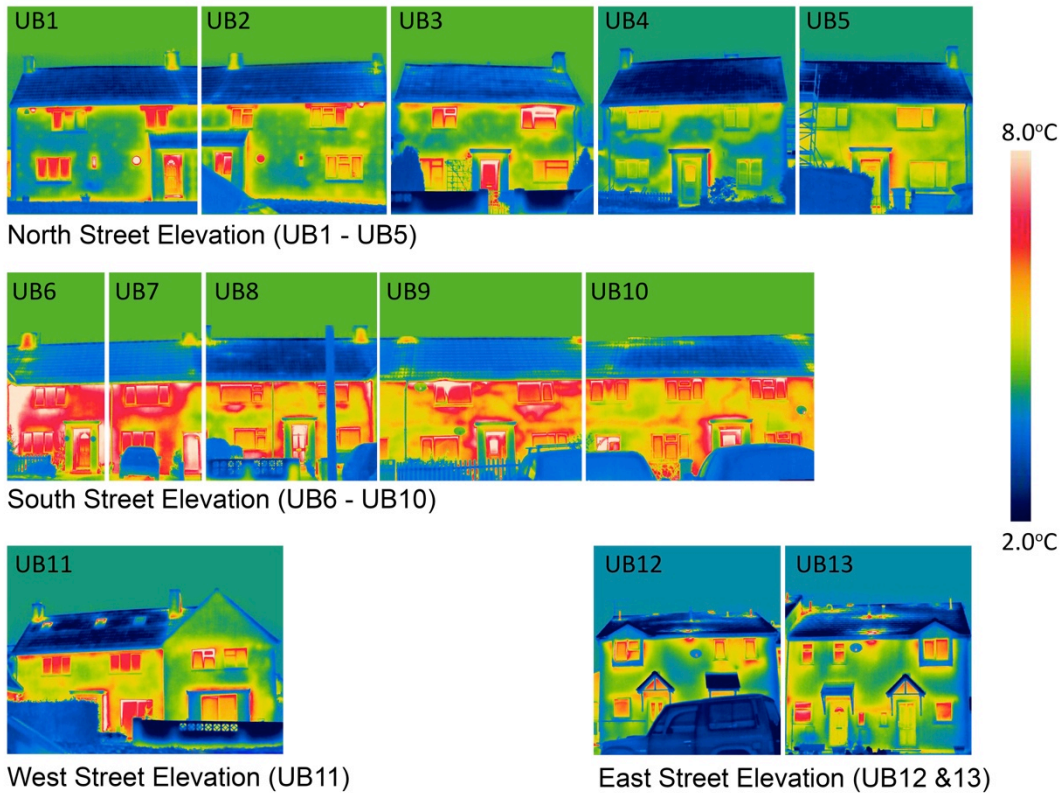 UB1 UB2 UB3 UB4 UB5
8.0°C
North Street Elevation (UB1 - UB5)
UB6 UB7 UB8 UB9 UB10
South Street Elevation (UB6 - UB10)
2.0°C
UB11 UB12 UB13
West Street Elevation (UB11) East Street Elevation (UB12 &13)